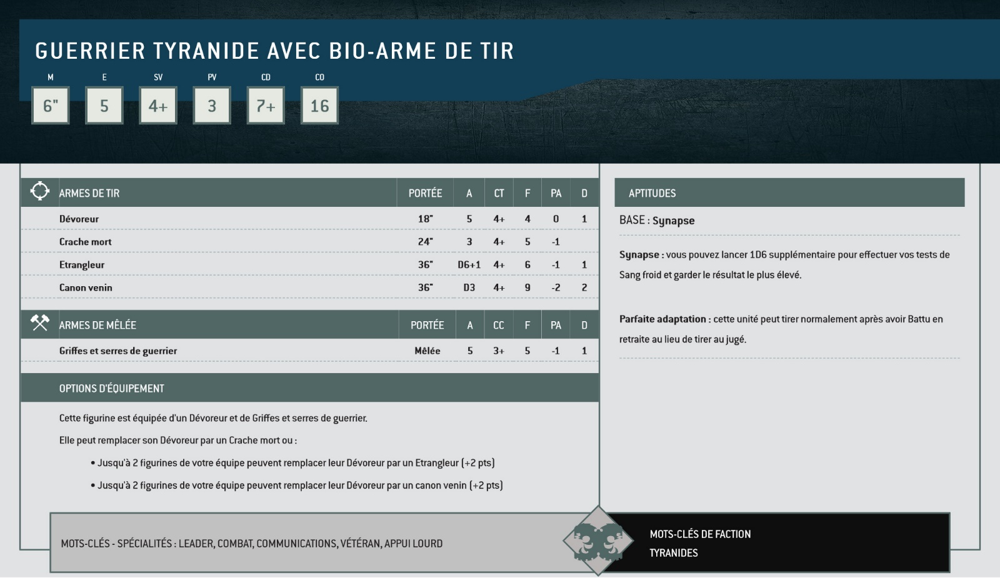 GUERRIER TYRANIDE AVEC BIO-ARME DE TIR
M E SV PV CD CO
6" 5 4+ 3 7+ 16
ARMES DE TIR PORTÉE A CT F PA D
Dévoreur 18" 5 4+ 4 0 1
Crache mort 24" 3 4+ 5 -1
Etrangleur 36" D6+1 4+ 6 -1 1
Canon venin 36" D3 4+ 9 -2 2
ARMES DE MÊLÉE PORTÉE A CC F PA D
Griffes et serres de guerrier Mêlée 5 3+ 5 -1 1
OPTIONS D'ÉQUIPEMENT
Cette figurine est équipée d'un Dévoreur et de Griffes et serres de guerrier.
Elle peut remplacer son Dévoreur par un Crache mort ou :
• Jusqu'à 2 figurines de votre équipe peuvent remplacer leur Dévoreur par un Etrangleur (+2 pts)
• Jusqu'à 2 figurines de votre équipe peuvent remplacer leur Dévoreur par un canon venin (+2 pts)
APTITUDES
BASE : Synapse
Synapse : vous pouvez lancer 1D6 supplémentaire pour effectuer vos tests de
Sang froid et garder le résultat le plus élevé.
Parfaite adaptation : cette unité peut tirer normalement après avoir Battu en
retraite au lieu de tirer au jugé.
MOTS-CLÉS - SPÉCIALITÉS : LEADER, COMBAT, COMMUNICATIONS, VÉTÉRAN, APPUI LOURD
MOTS-CLÉS DE FACTION
TYRANIDES